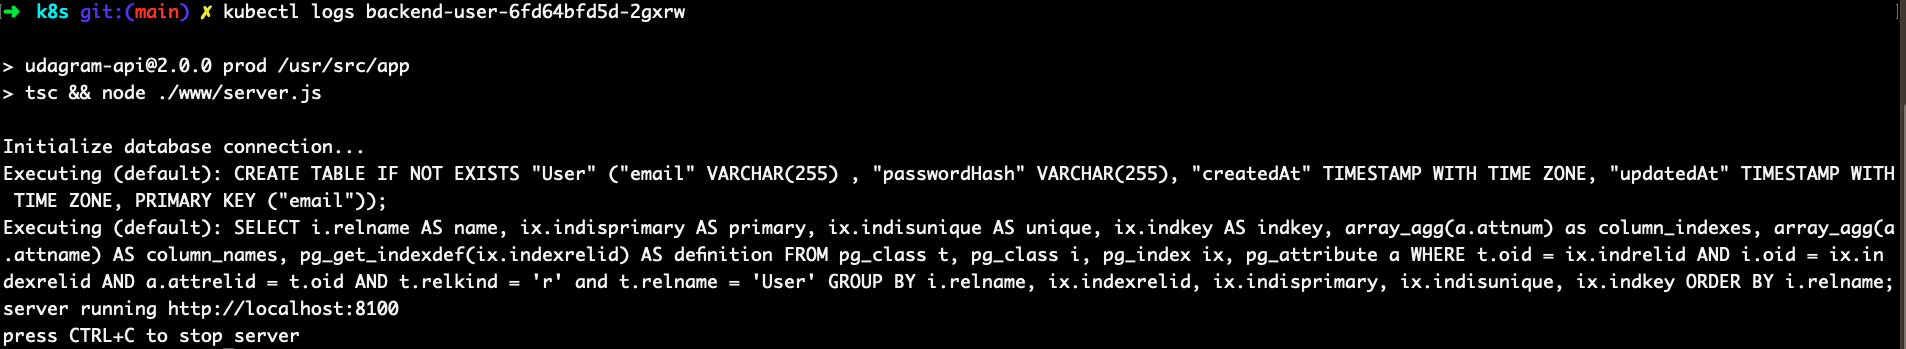 ➜ k8s git:(main) ✗ kubectl logs backend-user-6fd64bfd5d-2gxrw
> udagram-api@2.0.0 prod /usr/src/app
> tsc && node ./www/server.js
Initialize database connection...
Executing (default): CREATE TABLE IF NOT EXISTS "User" ("email" VARCHAR(255) , "passwordHash" VARCHAR(255), "createdAt" TIMESTAMP WITH TIME ZONE, "updatedAt" TIMESTAMP WITH
TIME ZONE, PRIMARY KEY ("email"));
Executing (default): SELECT i.relname AS name, ix.indisprimary AS primary, ix.indisunique AS unique, ix.indkey AS indkey, array_agg(a.attnum) as column_indexes, array_agg(a
.attname) AS column_names, pg_get_indexdef(ix.indexrelid) AS definition FROM pg_class t, pg_class i, pg_index ix, pg_attribute a WHERE t.oid = ix.indrelid AND i.oid = ix.in
dexrelid AND a.attrelid = t.oid AND t.relkind = 'r' and t.relname = 'User' GROUP BY i.relname, ix.indexrelid, ix.indisprimary, ix.indisunique, ix.indkey ORDER BY i.relname;
server running http://localhost:8100
press CTRL+C to stop server